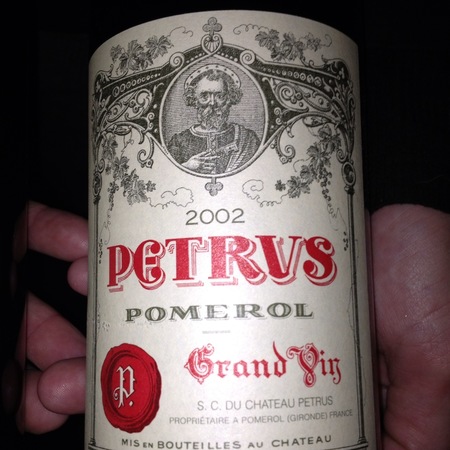 2002
PETRVS
POMEROL
Grand Vin
P.
S. C. DU CHATEAU PETRUS
PROPRIÉTAIRE A POMEROL (GIRONDE) FRANCE
MIS EN BOUTEILLES AU CHATEAU